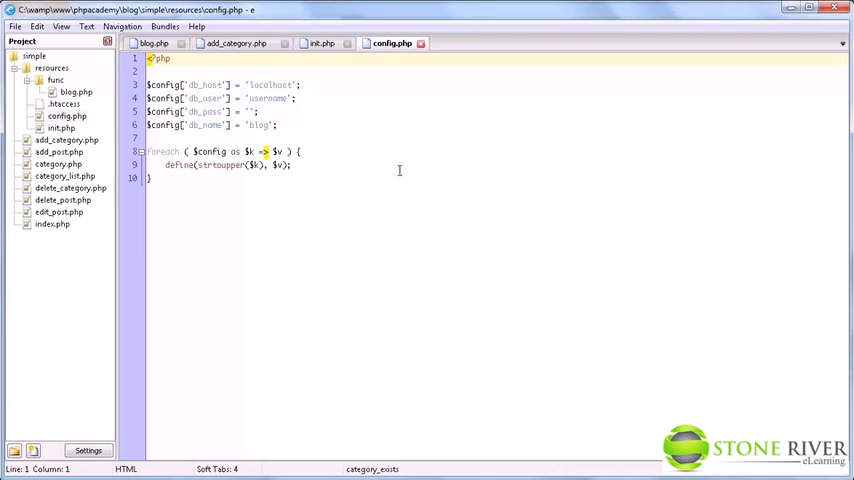 C:\wamp\www\phpacademy\blog\simple\resources\config.php - e
File Edit View Text Navigation Bundles Help
Project
simple
resources
func
blog.php
.htaccess
config.php
init.php
add_category.php
add_post.php
category.php
category_list.php
delete_category.php
delete_post.php
edit_post.php
index.php
Settings
blog.php add_category.php init.php config.php
1 <?php
2
3 $config['db_host'] = 'localhost';
4 $config['db_user'] = 'username';
5 $config['db_pass'] = '';
6 $config['db_name'] = 'blog';
7
8 foreach ( $config as $k => $v ) {
9 define(strtoupper($k), $v);
10 }
STONE RIVER
eLearning
Line: 1 Column: 1 HTML Soft Tabs: 4 category_exists